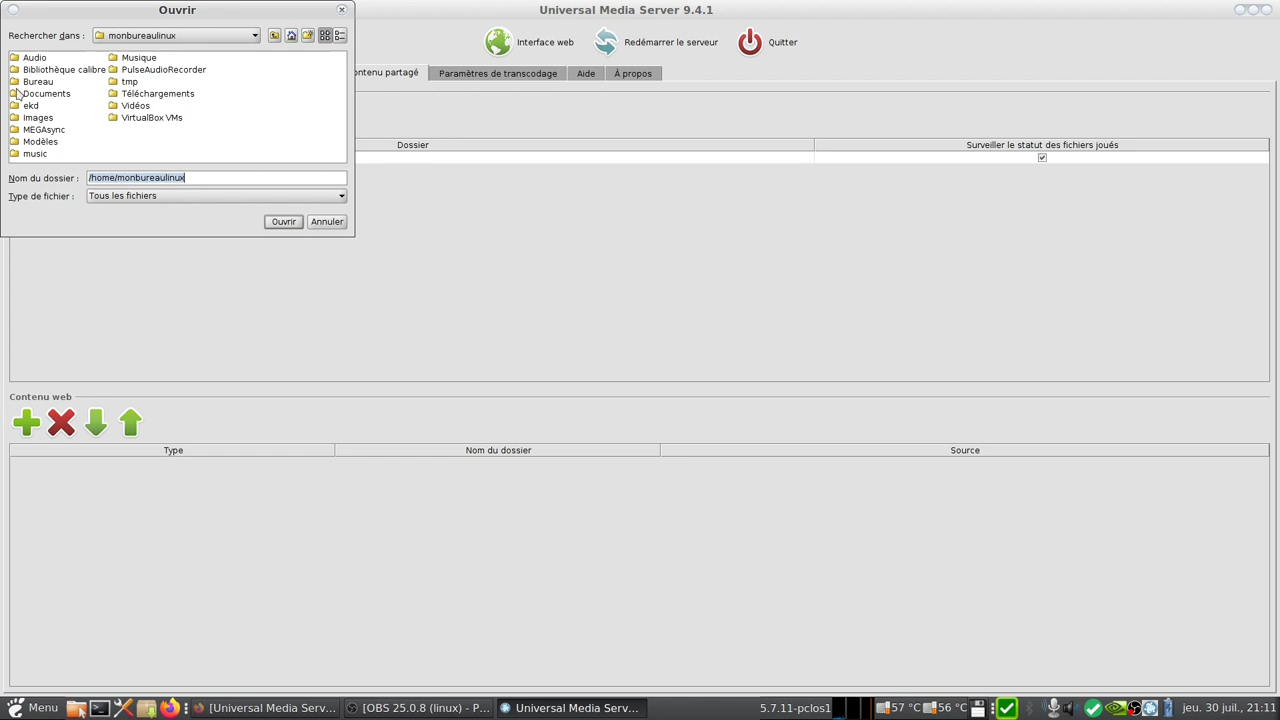 Ouvrir
Universal Media Server 9.4.1
Rechercher dans :
monbureaulinux
Interface web
Redémarrer le serveur
Quitter
Audio
Bibliothèque calibre
Bureau
Documents
ekd
Images
MEGAsync
Modèles
music
Musique
PulseAudioRecorder
tmp
Téléchargements
Vidéos
VirtualBox VMs
Nom du dossier :
/home/monbureaulinux
Type de fichier :
Tous les fichiers
Ouvrir
Annuler
ontenu partagé
Paramètres de transcodage
Aide
À propos
Dossier
Surveiller le statut des fichiers joués
Contenu web
Type
Nom du dossier
Source
Menu
[Universal Media Serv...
[OBS 25.0.8 (linux) - P...
Universal Media Serv...
5.7.11-pclos1
57 °C
56 °C
jeu. 30 juil., 21:11